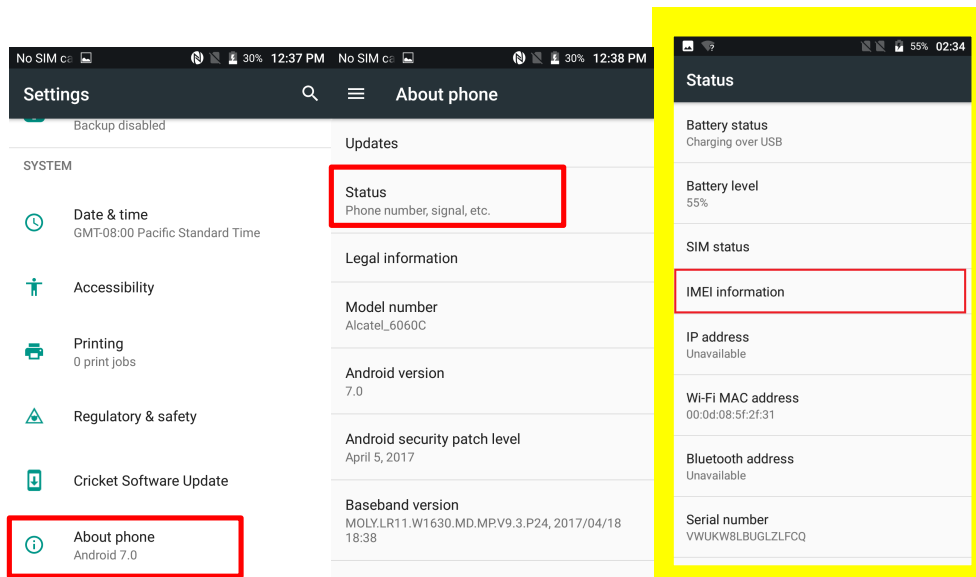 No SIM ca 30% 12:37 PM
Settings
Backup disabled
SYSTEM
Date & time
GMT-08:00 Pacific Standard Time
Accessibility
Printing
0 print jobs
Regulatory & safety
Cricket Software Update
About phone
Android 7.0
No SIM ca 30% 12:38 PM
About phone
Updates
Status
Phone number, signal, etc.
Legal information
Model number
Alcatel_6060C
Android version
7.0
Android security patch level
April 5, 2017
Baseband version
MOLY.LR11.W1630.MD.MP.V9.3.P24, 2017/04/18
18:38
55% 02:34
Status
Battery status
Charging over USB
Battery level
55%
SIM status
IMEI information
IP address
Unavailable
Wi-Fi MAC address
00:0d:08:5f:2f:31
Bluetooth address
Unavailable
Serial number
VWUKW8LBUGLZLFCQ